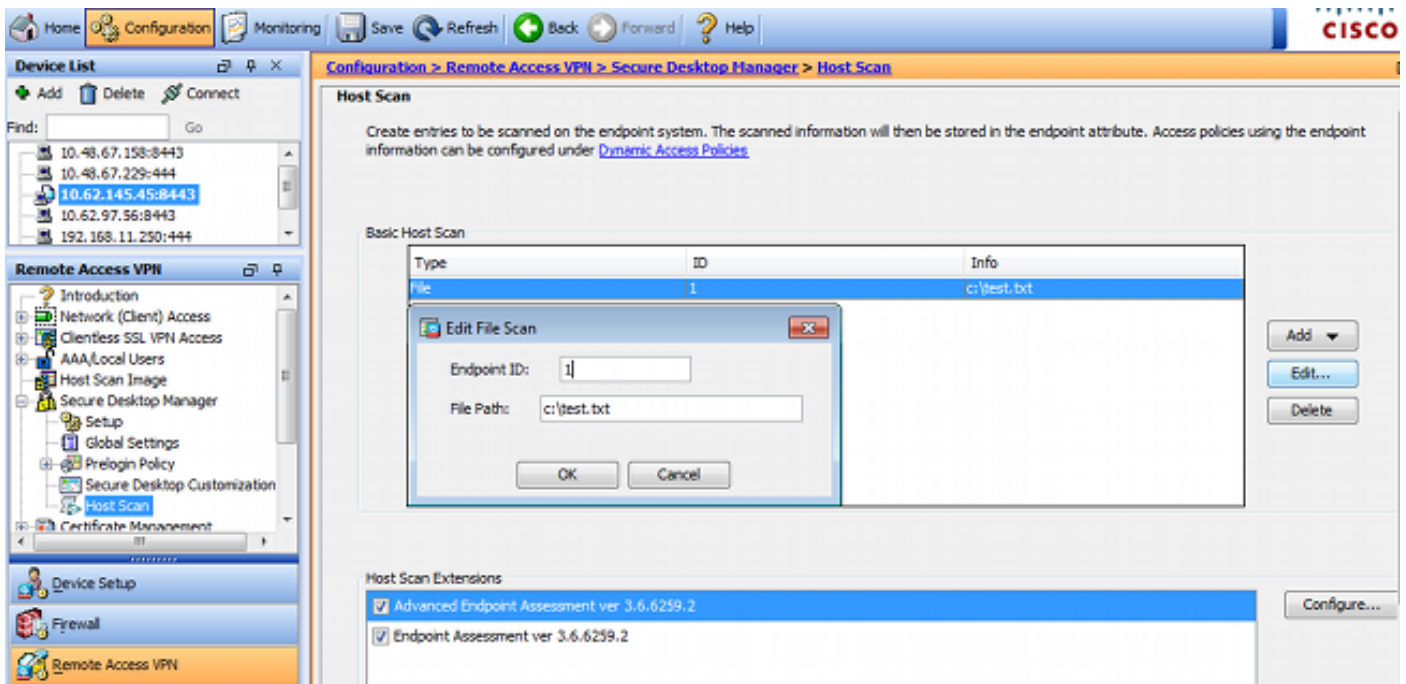 Home Configuration Monitoring Save Refresh Back Forward Help
CISCO
Device List
Add Delete Connect
Find: Go
10.48.67.158:8443
10.48.67.229:444
10.62.145.45:8443
10.62.97.56:8443
192.168.11.250:444
Remote Access VPN
Introduction
Network (Client) Access
Clientless SSL VPN Access
AAA/Local Users
Host Scan Image
Secure Desktop Manager
Setup
Global Settings
Prelogin Policy
Secure Desktop Customization
Host Scan
Certificate Management
Device Setup
Firewall
Remote Access VPN
Configuration > Remote Access VPN > Secure Desktop Manager > Host Scan
Host Scan
Create entries to be scanned on the endpoint system. The scanned information will then be stored in the endpoint attribute. Access policies using the endpoint
information can be configured under Dynamic Access Policies
Basic Host Scan
Type ID Info
File 1 c:\test.txt
Edit File Scan
Endpoint ID: 1
File Path: c:\test.txt
OK Cancel
Add
Edit...
Delete
Host Scan Extensions
Advanced Endpoint Assessment ver 3.6.6259.2
Endpoint Assessment ver 3.6.6259.2
Configure...